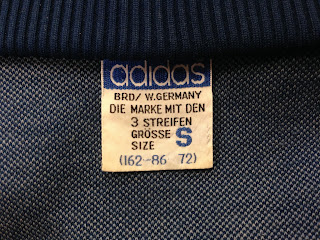 adidas
BRD/ W. GERMANY
DIE MARKE MIT DEN
3 STREIFEN
GRÖSSE S
SIZE
(162-86 72)